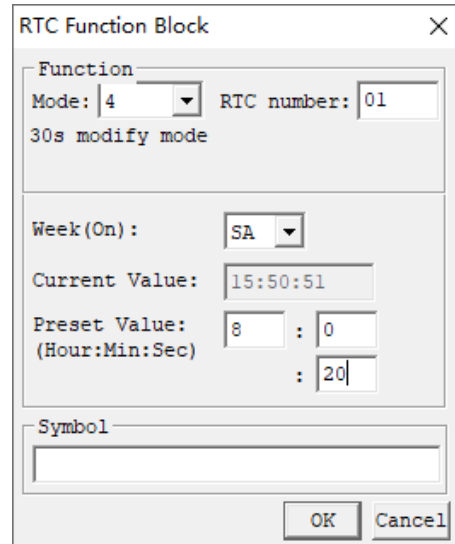 RTC Function Block
Function
Mode: 4 RTC number: 01
30s modify mode
Week(On): SA
Current Value: 15:50:51
Preset Value: 8 : 0
(Hour:Min:Sec)
: 20
Symbol
OK Cancel